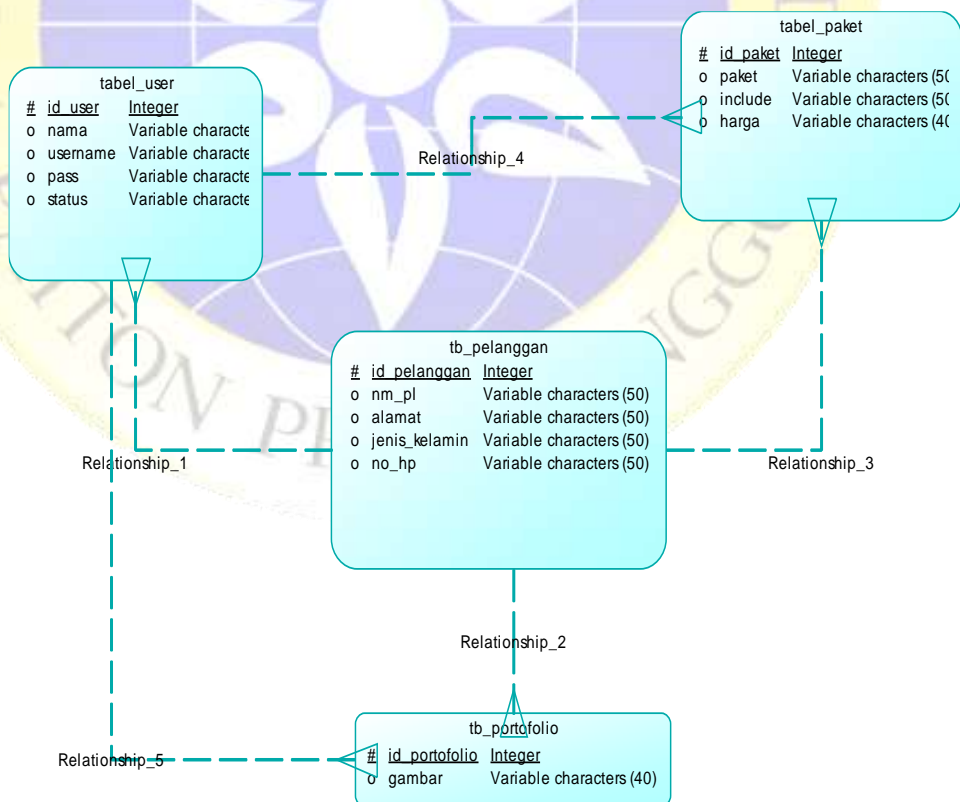 tabel_paket
# id_paket Integer
o paket Variable characters (50
o include Variable characters (50
o harga Variable characters (40
tabel_user
# id_user Integer
o nama Variable characte
o username Variable characte
o pass Variable characte
o status Variable characte
Relationship_4
tb_pelanggan
# id_pelanggan Integer
o nm_pl Variable characters (50)
o alamat Variable characters (50)
o jenis_kelamin Variable characters (50)
o no_hp Variable characters (50)
Relationship_1
Relationship_3
Relationship_2
tb_portofolio
# id_portofolio Integer
o gambar Variable characters (40)
Relationship_5